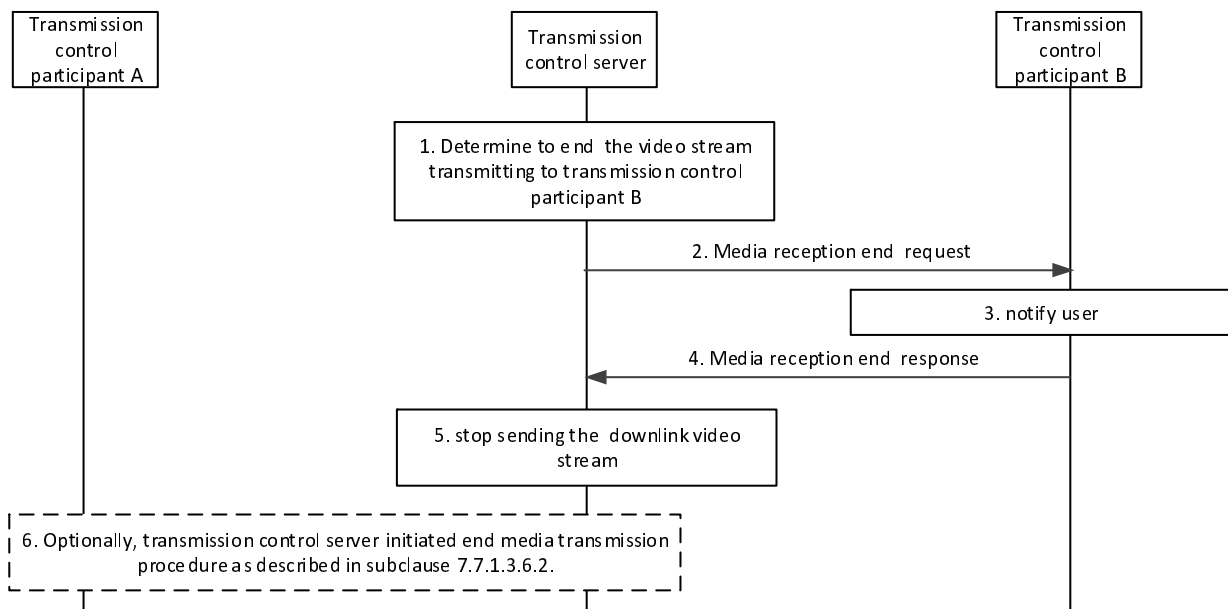 Transmission
control
participant A
Transmission
control server
Transmission
control
participant B
1. Determine to end the video stream
transmitting to transmission control
participant B
2. Media reception end request
3. notify user
4. Media reception end response
5. stop sending the downlink video
stream
6. Optionally, transmission control server initiated end media transmission
procedure as described in subclause 7.7.1.3.6.2.